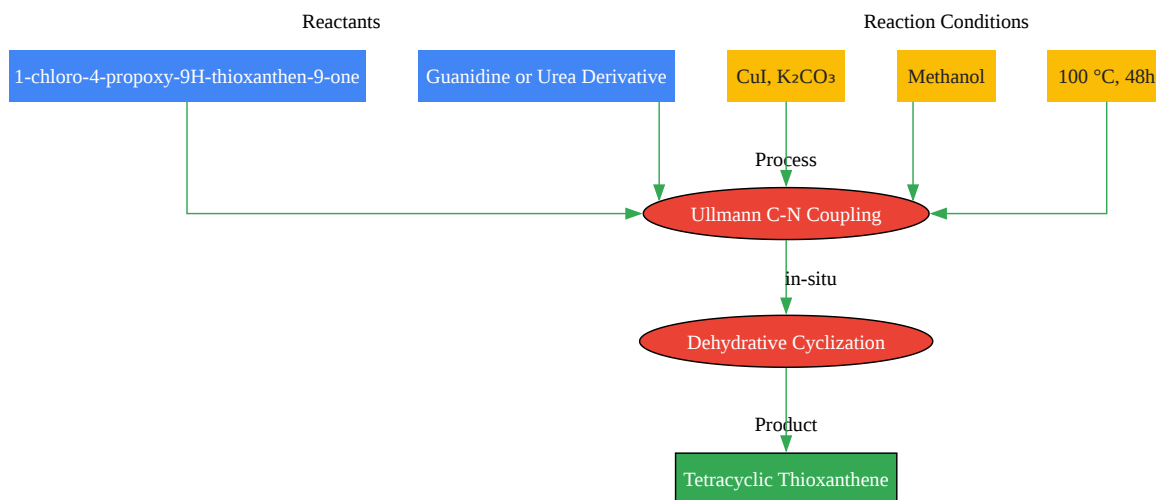 Reactants
Reaction Conditions
1-chloro-4-propoxy-9H-thioxanthen-9-one
Guanidine or Urea Derivative
CuI, K₂CO₃
Methanol
100 °C, 48h
Process
Ullmann C-N Coupling
in-situ
Dehydrative Cyclization
Product
Tetracyclic Thioxanthene